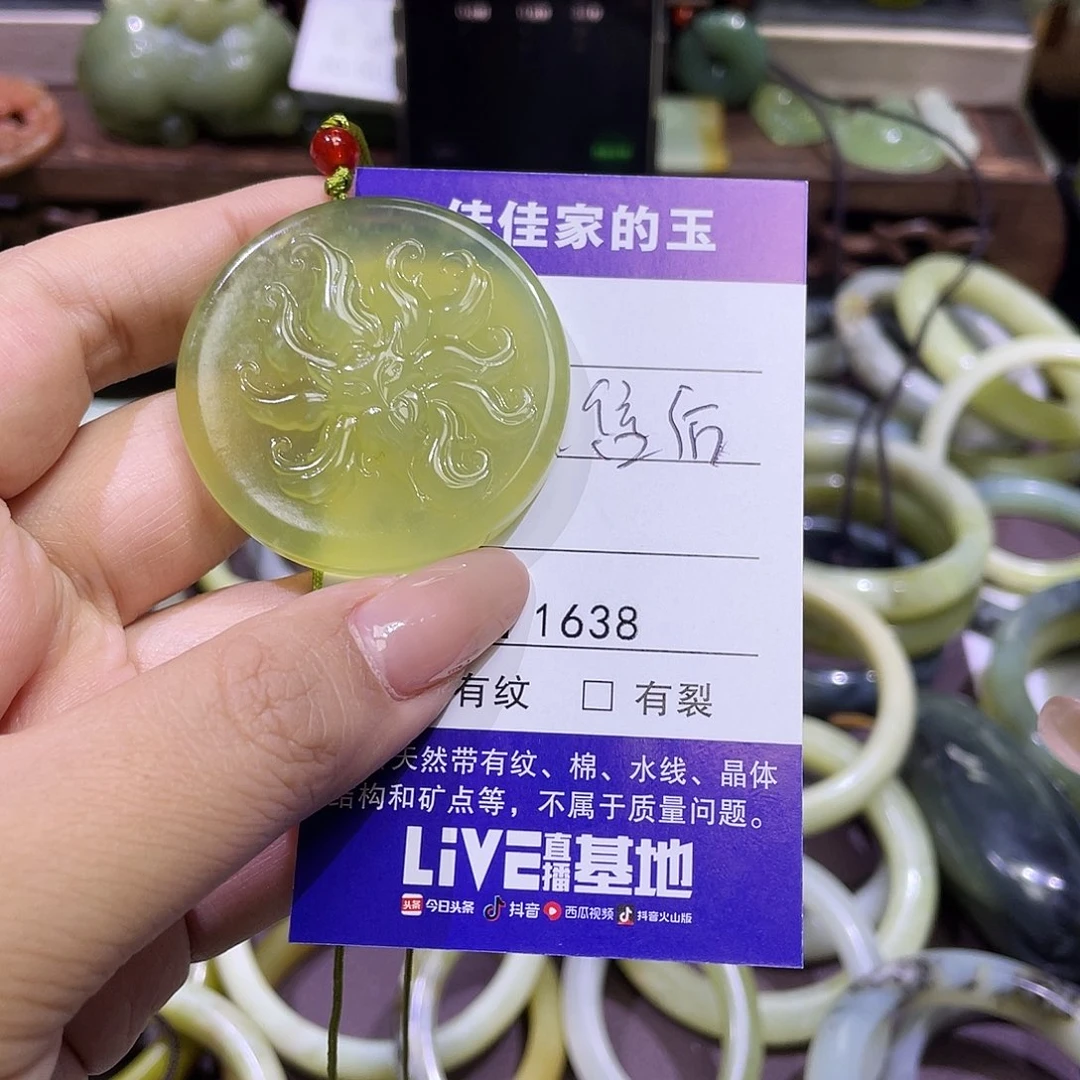 佳佳家的玉
后
1638
有纹 □ 有裂
天然带有纹、棉、水线、晶体
结构和矿点等，不属于质量问题。
LiVE直播基地
头条 今日头条 抖音 西瓜视频 抖音火山版